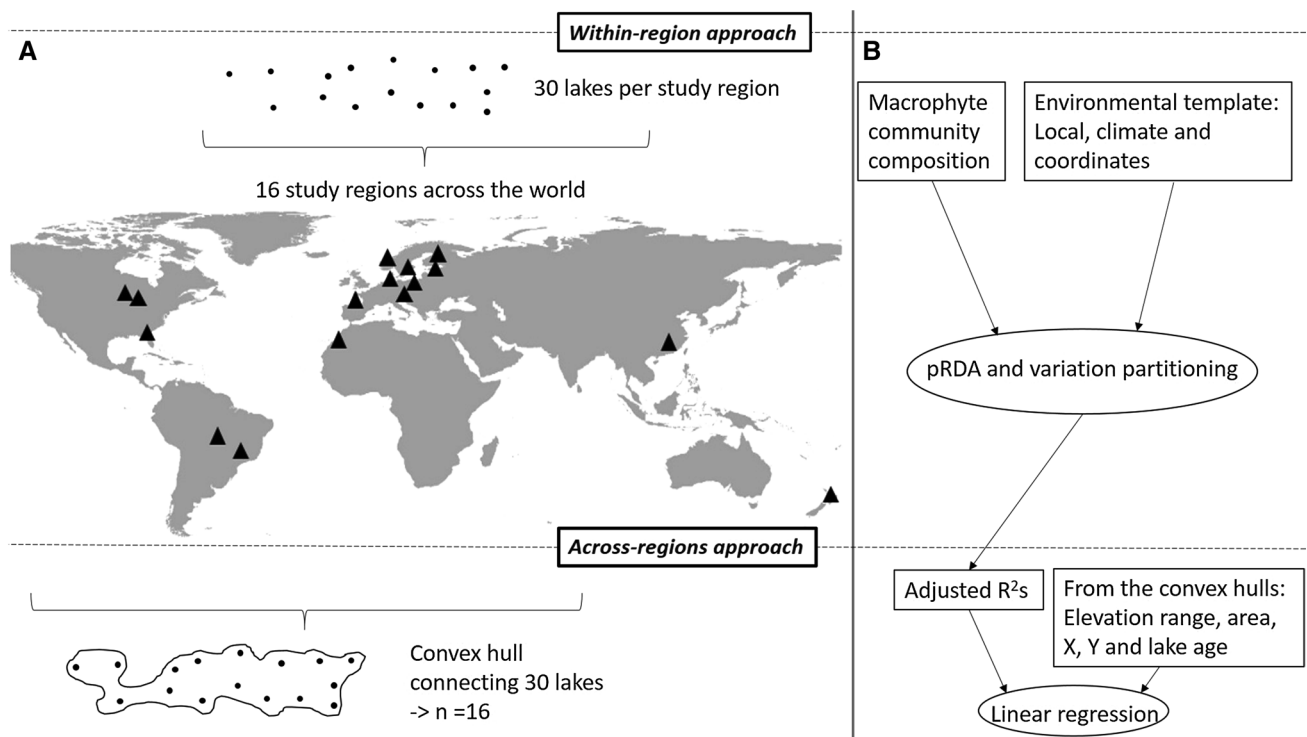 Within-region approach
A
30 lakes per study region
16 study regions across the world
Across-regions approach
Convex hull
connecting 30 lakes
-> n =16
B
Macrophyte
community
composition
Environmental template:
Local, climate and
coordinates
pRDA and variation partitioning
Adjusted R²s
From the convex hulls:
Elevation range, area,
X, Y and lake age
Linear regression